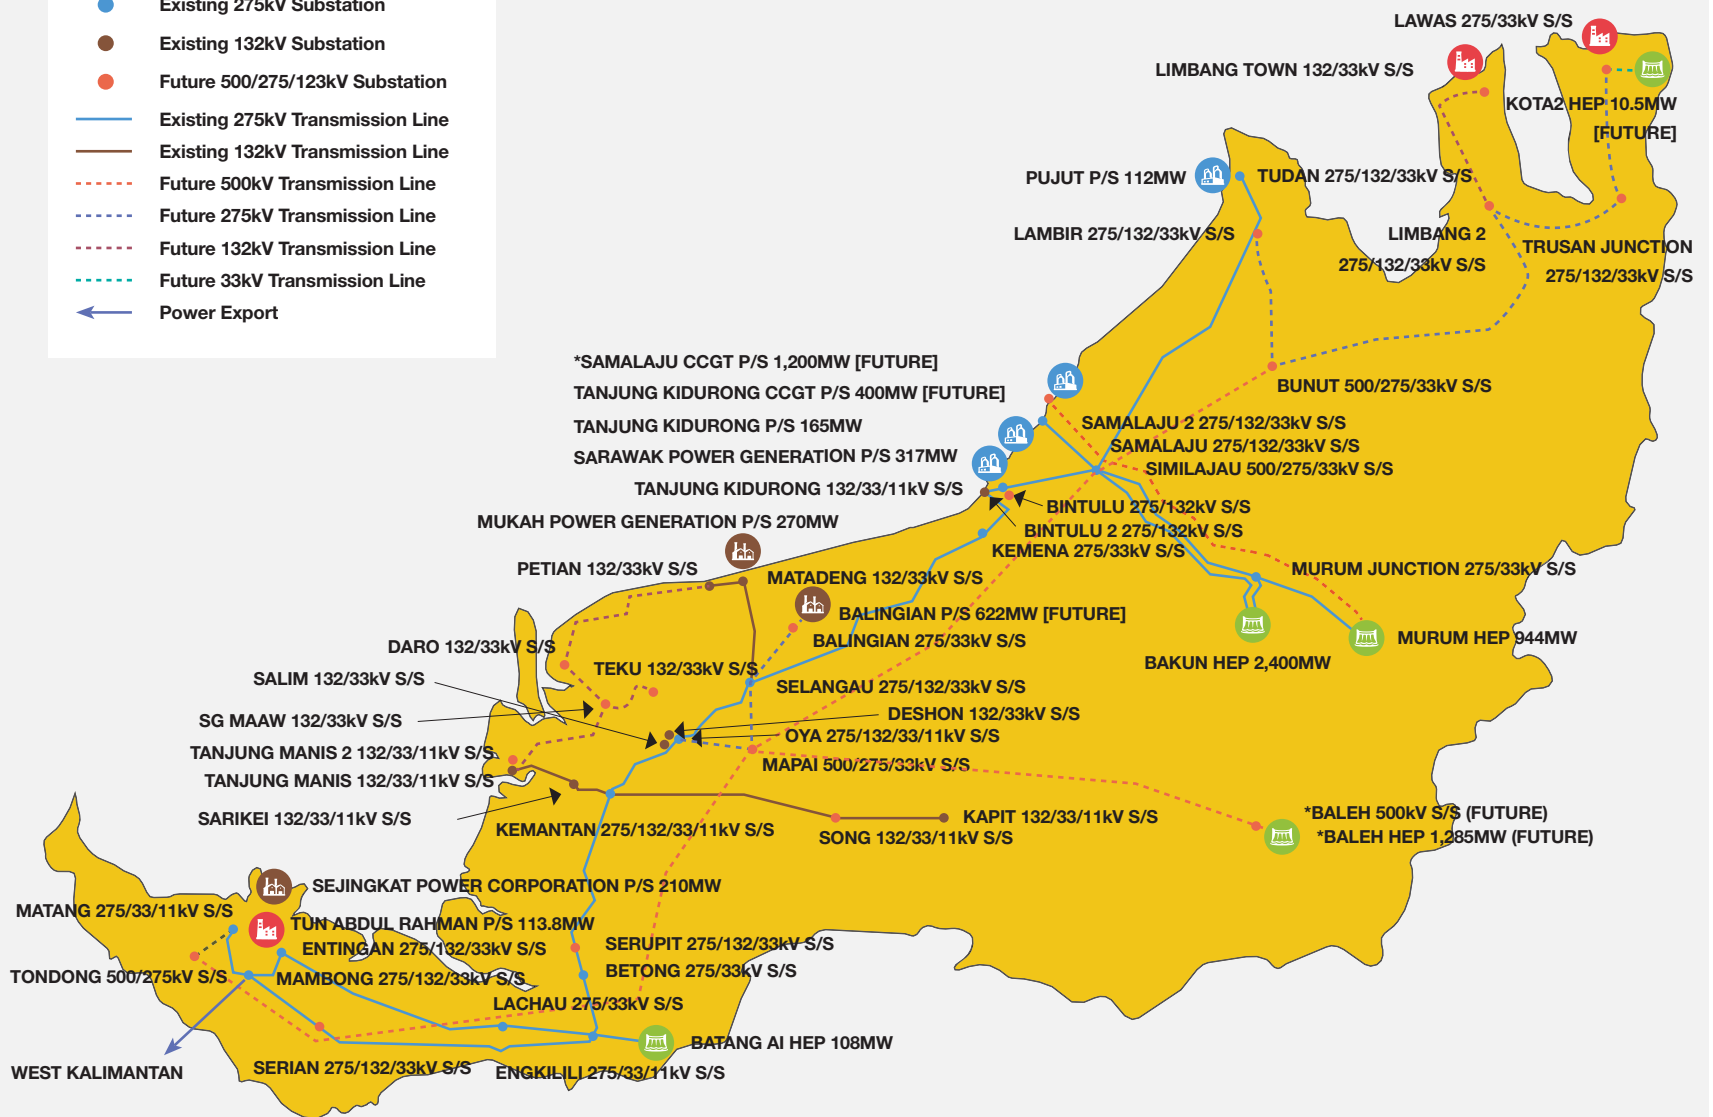 Existing 275kV Substation
Existing 132kV Substation
Future 500/275/123kV Substation
Existing 275kV Transmission Line
Existing 132kV Transmission Line
Future 500kV Transmission Line
Future 275kV Transmission Line
Future 132kV Transmission Line
Future 33kV Transmission Line
Power Export
LAWAS 275/33kV S/S
LIMBANG TOWN 132/33kV S/S
KOTA2 HEP 10.5MW
[FUTURE]
PUJUT P/S 112MW
TUDAN 275/132/33kV S/S
LAMBIR 275/132/33kV S/S
LIMBANG 2
275/132/33kV S/S
TRUSAN JUNCTION
275/132/33kV S/S
*SAMALAJU CCGT P/S 1,200MW [FUTURE]
TANJUNG KIDURONG CCGT P/S 400MW [FUTURE]
BUNUT 500/275/33kV S/S
TANJUNG KIDURONG P/S 165MW
SAMALAJU 2 275/132/33kV S/S
SAMALAJU 275/132/33kV S/S
SARAWAK POWER GENERATION P/S 317MW
SIMILAJAU 500/275/33kV S/S
TANJUNG KIDURONG 132/33/11kV S/S
BINTULU 275/132kV S/S
MUKAH POWER GENERATION P/S 270MW
BINTULU 2 275/132kV S/S
KEMENA 275/33kV S/S
PETIAN 132/33kV S/S
MATADENG 132/33kV S/S
MURUM JUNCTION 275/33kV S/S
BALINGIAN P/S 622MW [FUTURE]
BALINGIAN 275/33kV S/S
MURUM HEP 944MW
DARO 132/33kV S/S
BAKUN HEP 2,400MW
TEKU 132/33kV S/S
SALIM 132/33kV S/S
SELANGAU 275/132/33kV S/S
DESHON 132/33kV S/S
SG MAAW 132/33kV S/S
OYA 275/132/33/11kV S/S
TANJUNG MANIS 2 132/33/11kV S/S
MAPAI 500/275/33kV S/S
TANJUNG MANIS 132/33/11kV S/S
SARIKEI 132/33/11kV S/S
KEMANTAN 275/132/33/11kV S/S
KAPIT 132/33/11kV S/S
SONG 132/33/11kV S/S
*BALEH 500kV S/S (FUTURE)
*BALEH HEP 1,285MW (FUTURE)
SEJINGKAT POWER CORPORATION P/S 210MW
MATANG 275/33/11kV S/S
TUN ABDUL RAHMAN P/S 113.8MW
ENTINGAN 275/132/33kV S/S
SERUPIT 275/132/33kV S/S
TONDONG 500/275kV S/S
MAMBONG 275/132/33kV S/S
BETONG 275/33kV S/S
LACHAU 275/33kV S/S
BATANG AI HEP 108MW
WEST KALIMANTAN
SERIAN 275/132/33kV S/S
ENGKILILI 275/33/11kV S/S